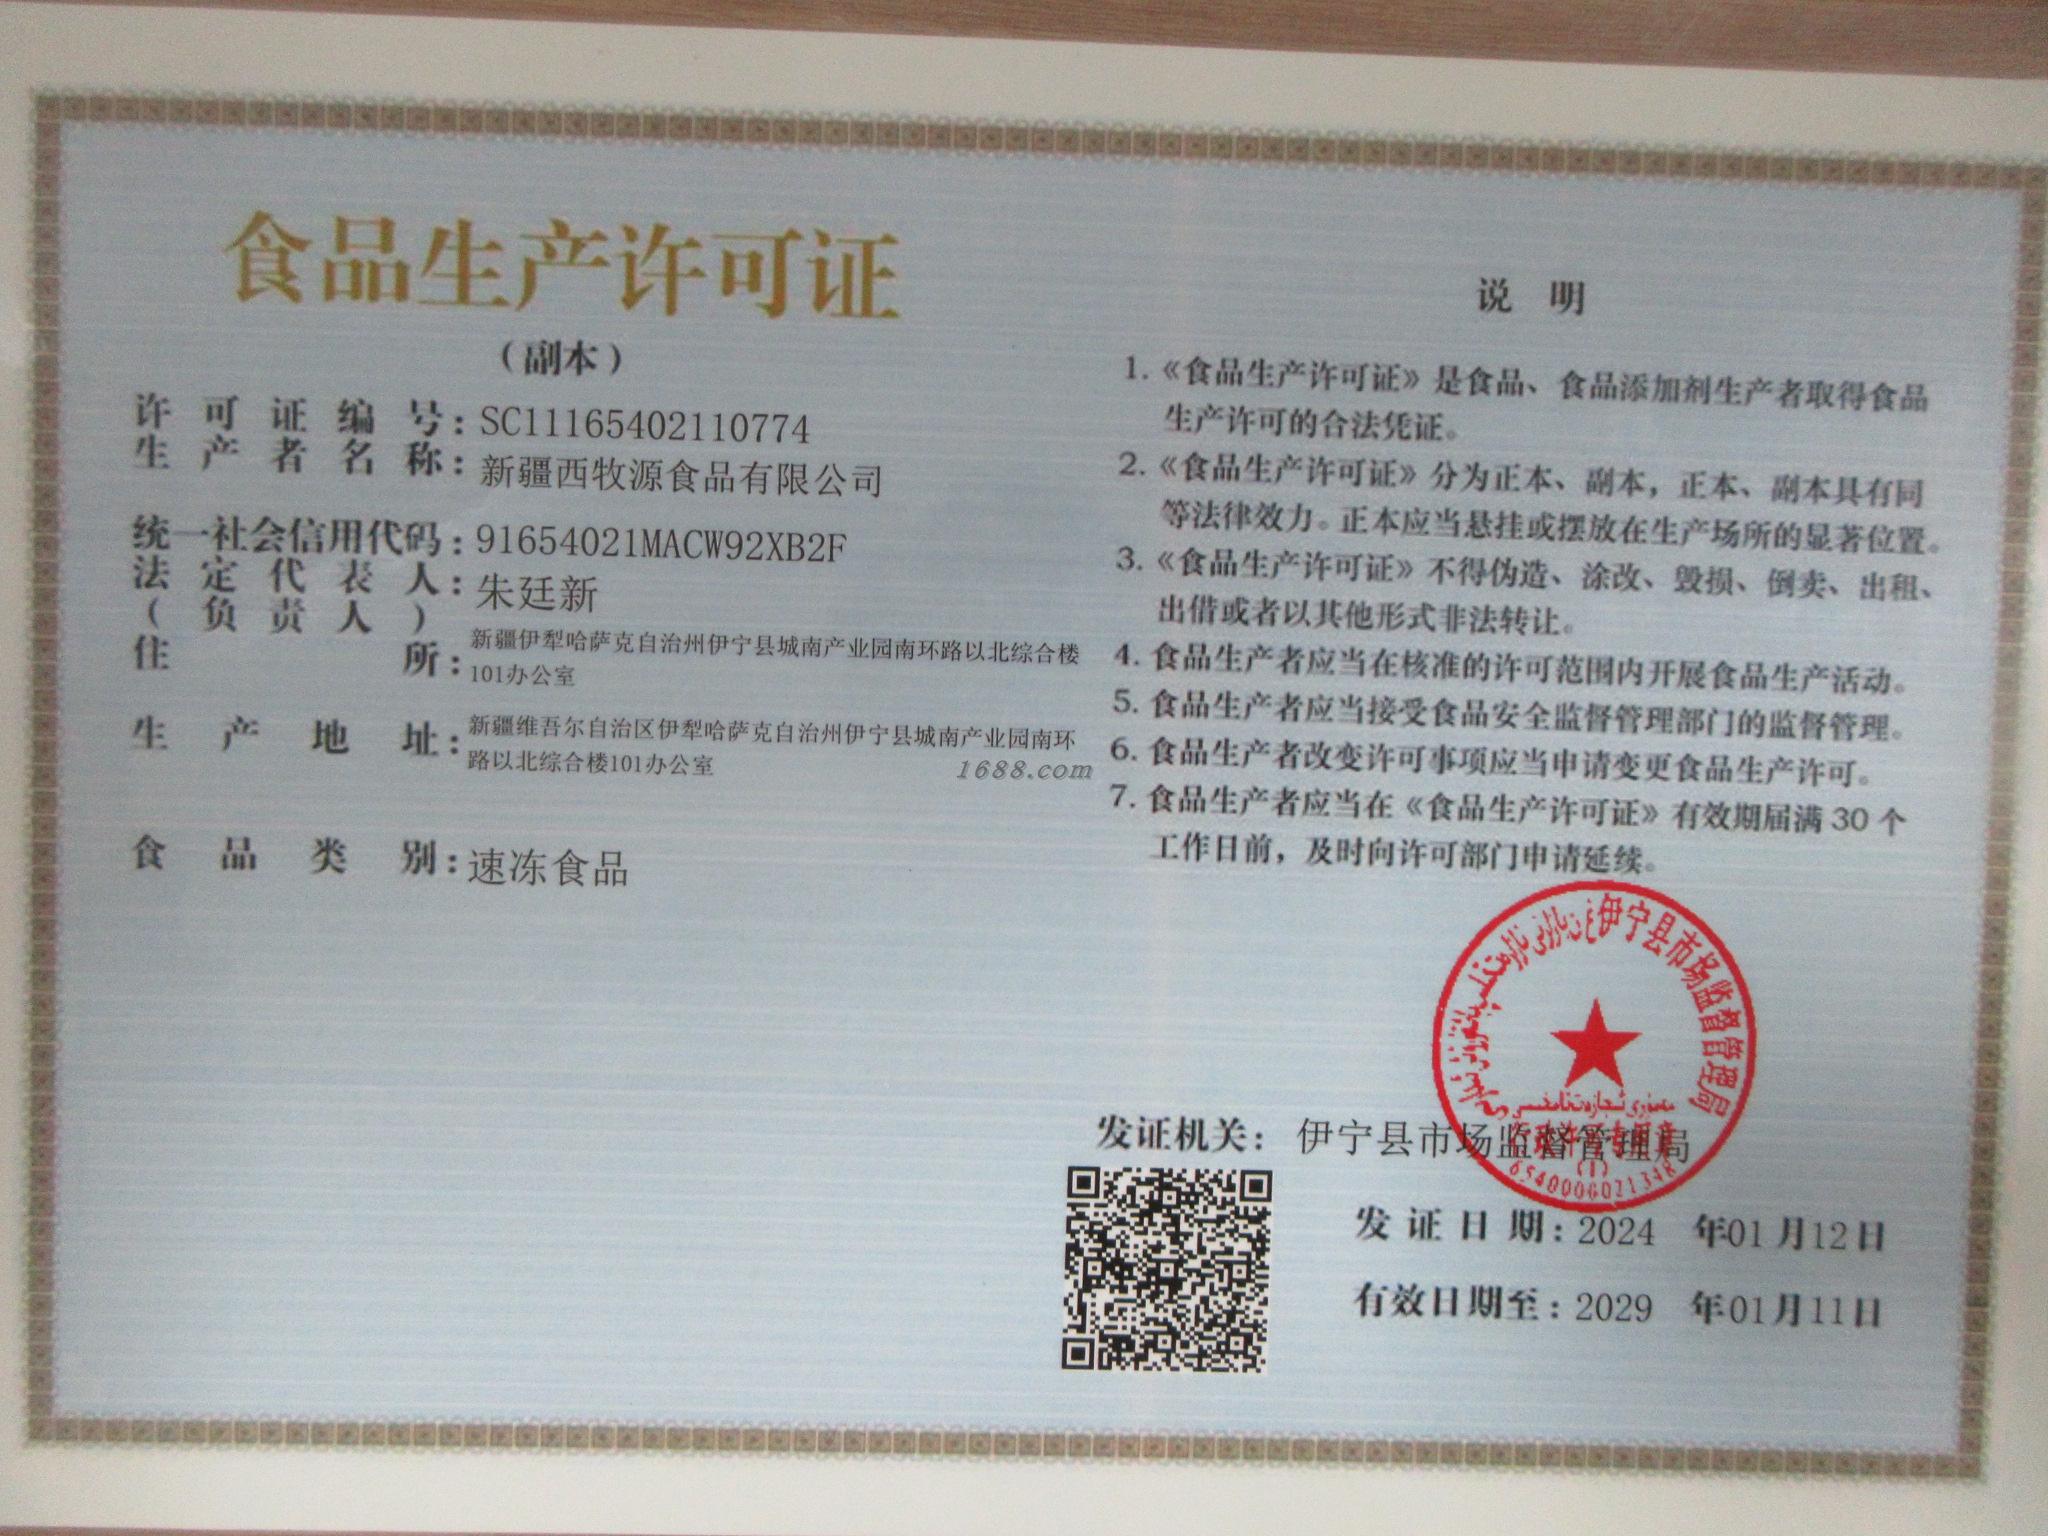 食品生产许可证
（副本）
许可证编号：SC11165402110774
生产者名称：新疆西牧源食品有限公司
统一社会信用代码：91654021MACW92XB2F
法定代表人：朱廷新
（负责人）
住所：新疆伊犁哈萨克自治州伊宁县城南产业园南环路以北综合楼
101办公室
生产地址：新疆维吾尔自治区伊犁哈萨克自治州伊宁县城南产业园南环
路以北综合楼101办公室
1688.com
食品类别：速冻食品
说 明
1.《食品生产许可证》是食品、食品添加剂生产者取得食品
生产许可的合法凭证。
2.《食品生产许可证》分为正本、副本，正本、副本具有同
等法律效力。正本应当悬挂或摆放在生产场所的显著位置。
3.《食品生产许可证》不得伪造、涂改、毁损、倒卖、出租、
出借或者以其他形式非法转让。
4. 食品生产者应当在核准的许可范围内开展食品生产活动。
5. 食品生产者应当接受食品安全监督管理部门的监督管理。
6. 食品生产者改变许可事项应当申请变更食品生产许可。
7. 食品生产者应当在《食品生产许可证》有效期届满 30 个
工作日前，及时向许可部门申请延续。
伊宁县市场监督管理局
(1)
发证机关：伊宁县市场监督管理局
发证日期：2024 年01月12日
有效日期至：2029 年01月11日